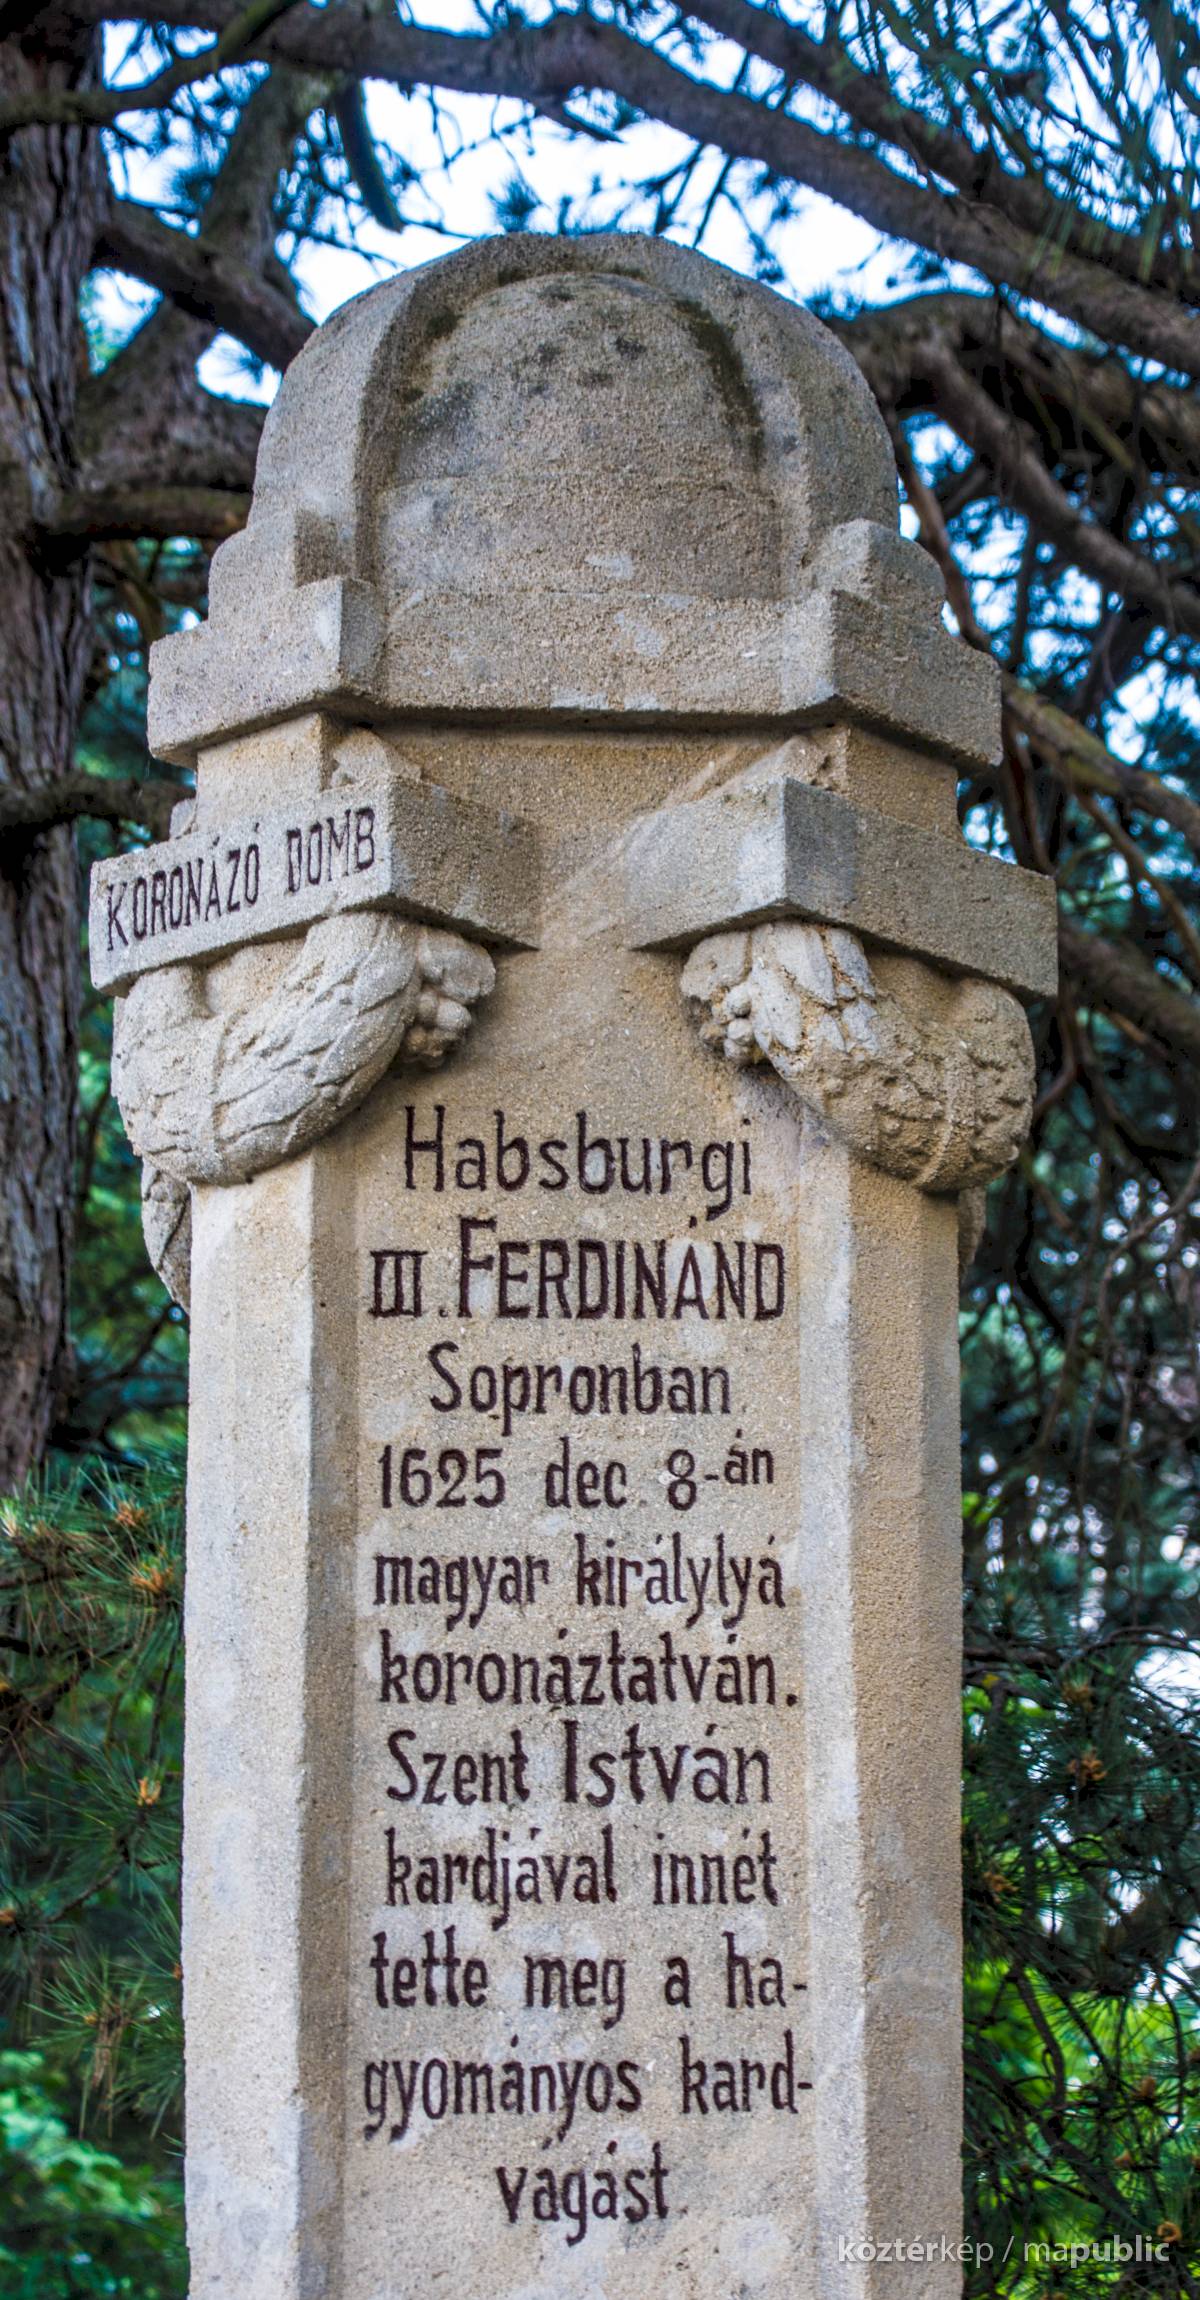 KORONÁZÓ DOMB
Habsburgi
III. FERDINÁND
Sopronban
1625 dec. 8-án
magyar királylyá
koronáztatván.
Szent István
kardjával innét
tette meg a ha-
gyományos kard-
vágást
köztérkép / mapublic